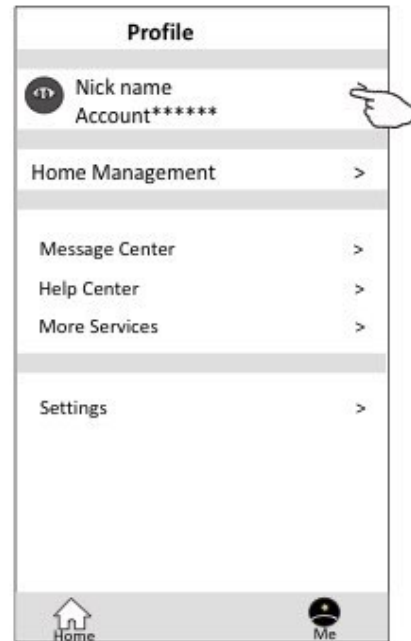 Profile
Nick name
Account******
Home Management >
Message Center >
Help Center >
More Services >
Settings >
Home Me